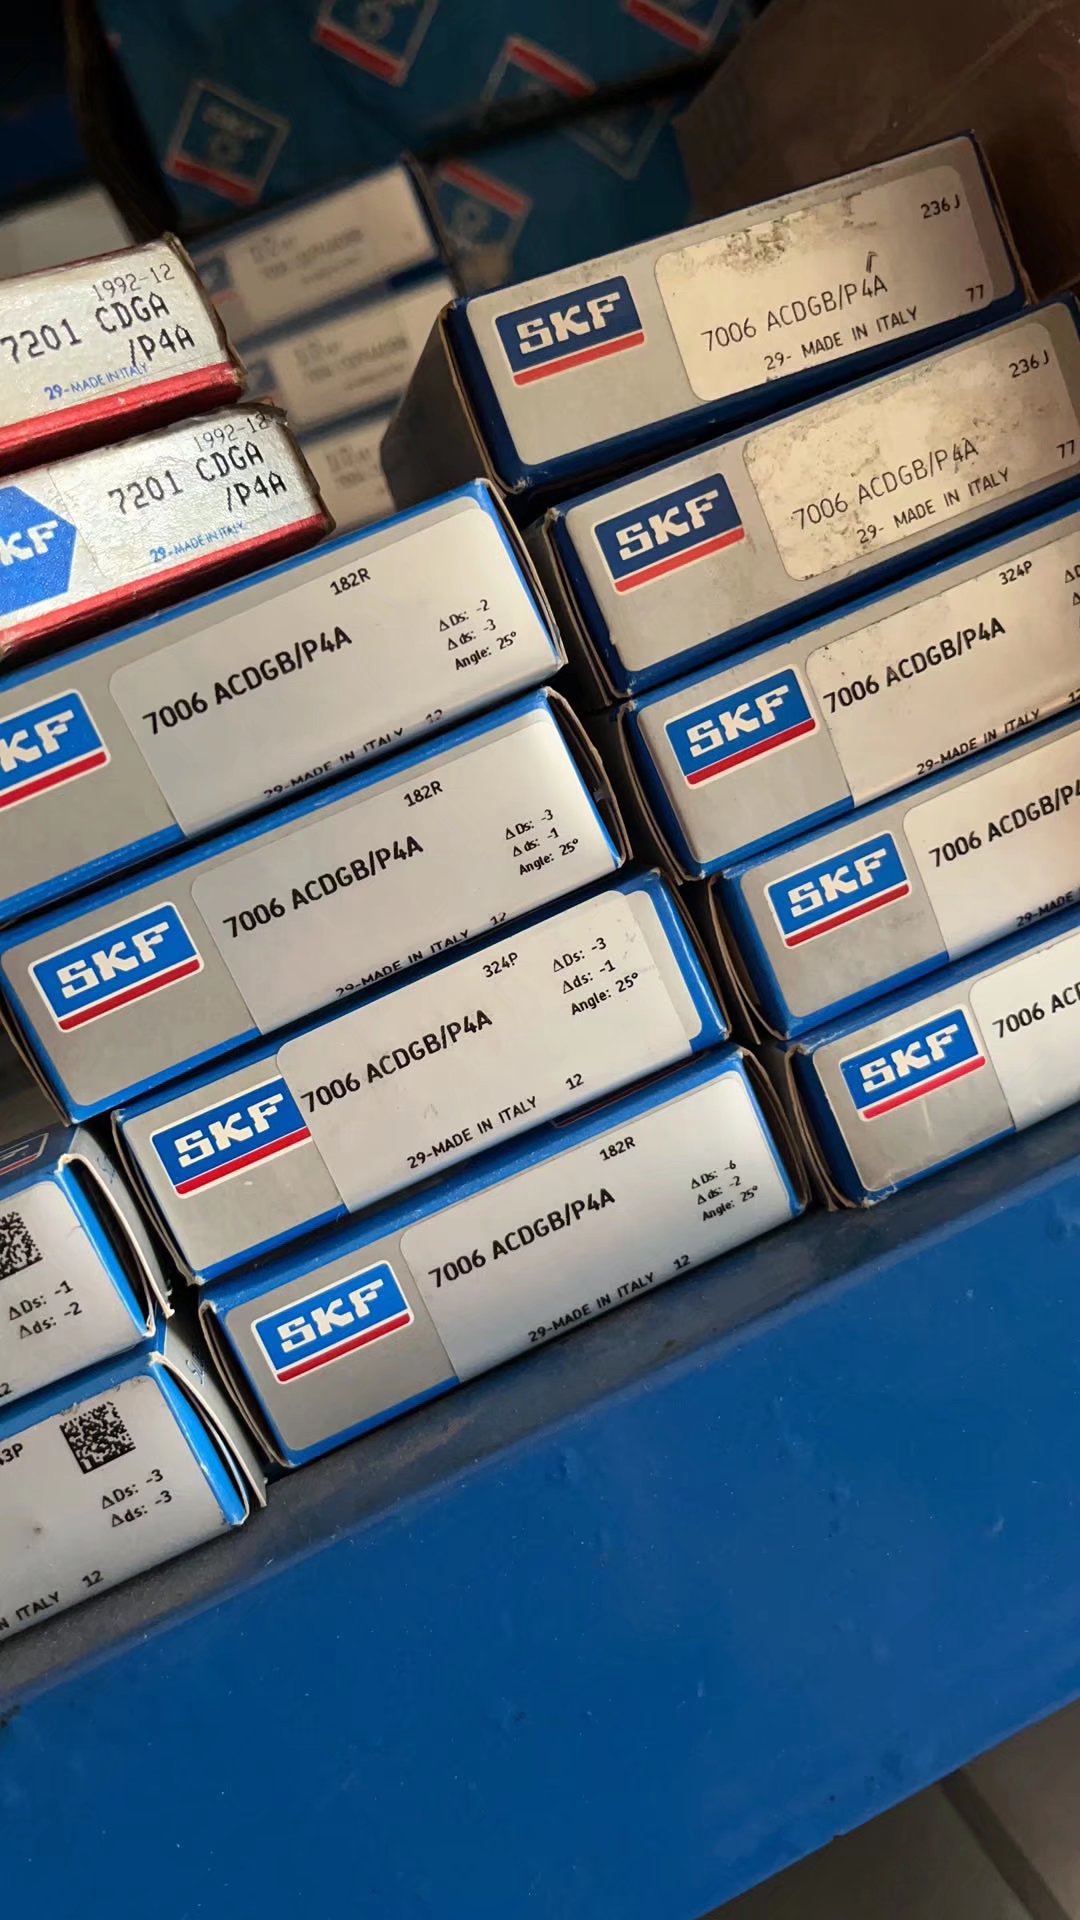 1992-12
7201 CDGA
/P4A
29-MADE IN ITALY
1992-12
7201 CDGA
/P4A
29-MADE IN ITALY
SKF
236J
7006 ACDGB/P4A
29- MADE IN ITALY
77
SKF
236J
7006 ACDGB/P4A
29- MADE IN ITALY
77
SKF
324P
7006 ACDGB/P4A
29-MADE IN ITALY
SKF
7006 ACDGB/P4
29-MADE
SKF
7006
182R
7006 ACDGB/P4A
ΔDs: -2
Δds: -3
Angle: 25°
29-MADE IN ITALY 12
SKF
182R
7006 ACDGB/P4A
ΔDs: -3
Δds: -1
Angle: 25°
29-MADE IN ITALY 12
SKF
324P
7006 ACDGB/P4A
ΔDs: -3
Δds: -1
Angle: 25°
29-MADE IN ITALY 12
SKF
182R
7006 ACDGB/P4A
ΔDs: -6
Δds: -2
Angle: 25°
29-MADE IN ITALY 12
ΔDs: -1
Δds: -2
3P
ΔDs: -3
Δds: -3
ITALY 12